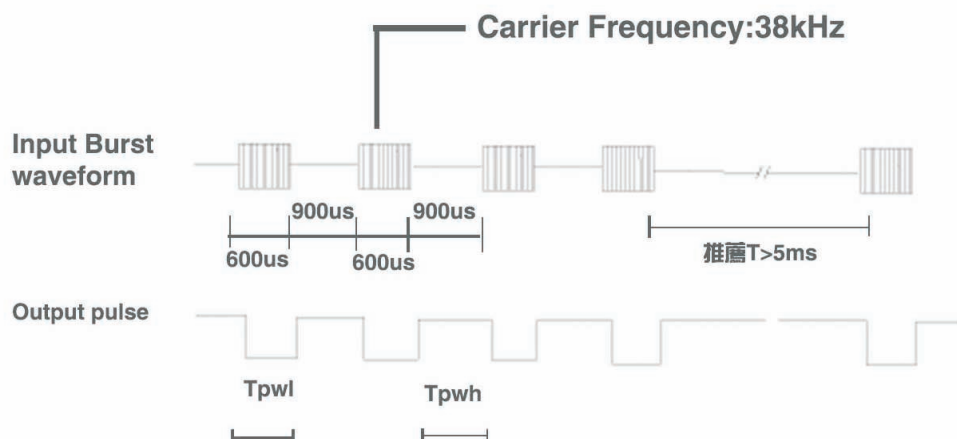 Carrier Frequency:38kHz
Input Burst
waveform
900us
900us
600us
600us
推薦T>5ms
Output pulse
Tpwl
Tpwh